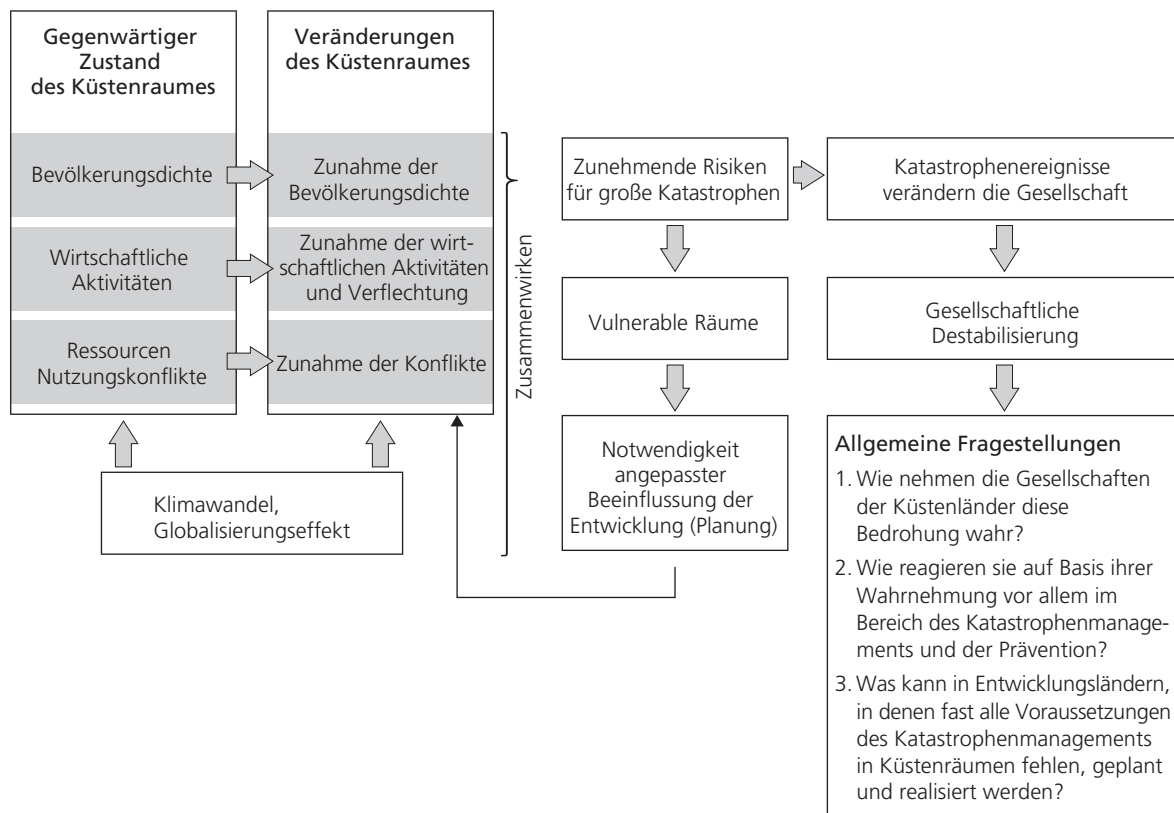 Gegenwärtiger
Zustand
des Küstenraumes
Bevölkerungsdichte
Wirtschaftliche
Aktivitäten
Ressourcen
Nutzungskonflikte
Veränderungen
des Küstenraumes
Zunahme der
Bevölkerungsdichte
Zunahme der wirt-
schaftlichen Aktivitäten
und Verflechtung
Zunahme der Konflikte
Klimawandel,
Globalisierungseffekt
Zusammenwirken
Zunehmende Risiken
für große Katastrophen
Vulnerable Räume
Notwendigkeit
angepasster
Beeinflussung der
Entwicklung (Planung)
Katastrophenereignisse
verändern die Gesellschaft
Gesellschaftliche
Destabilisierung
Allgemeine Fragestellungen
1. Wie nehmen die Gesellschaften
der Küstenländer diese
Bedrohung wahr?
2. Wie reagieren sie auf Basis ihrer
Wahrnehmung vor allem im
Bereich des Katastrophenmanage-
ments und der Prävention?
3. Was kann in Entwicklungsländern,
in denen fast alle Voraussetzungen
des Katastrophenmanagements
in Küstenräumen fehlen, geplant
und realisiert werden?